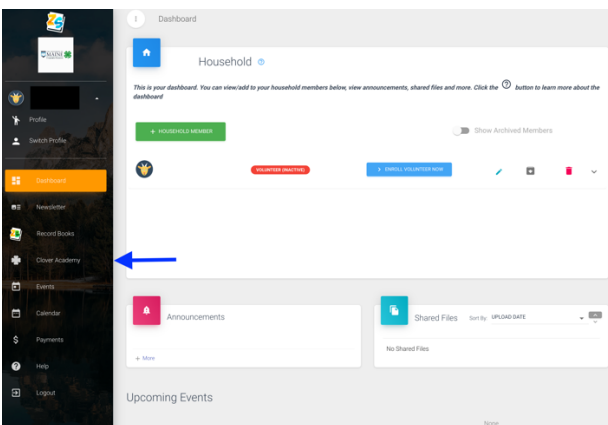 ZS
MAINE
Profile
Switch Profile
Dashboard
Newsletter
Record Books
Clover Academy
Events
Calendar
$ Payments
Help
Logout
Dashboard
Household ?
This is your dashboard. You can view/add to your household members below, view announcements, shared files and more. Click the ? button to learn more about the
dashboard
+ HOUSEHOLD MEMBER
Show Archived Members
VOLUNTEER (INACTIVE)
> ENROLL VOLUNTEER NOW
Announcements
+ More
Shared Files Sort By UPLOAD DATE
No Shared Files
Upcoming Events
None